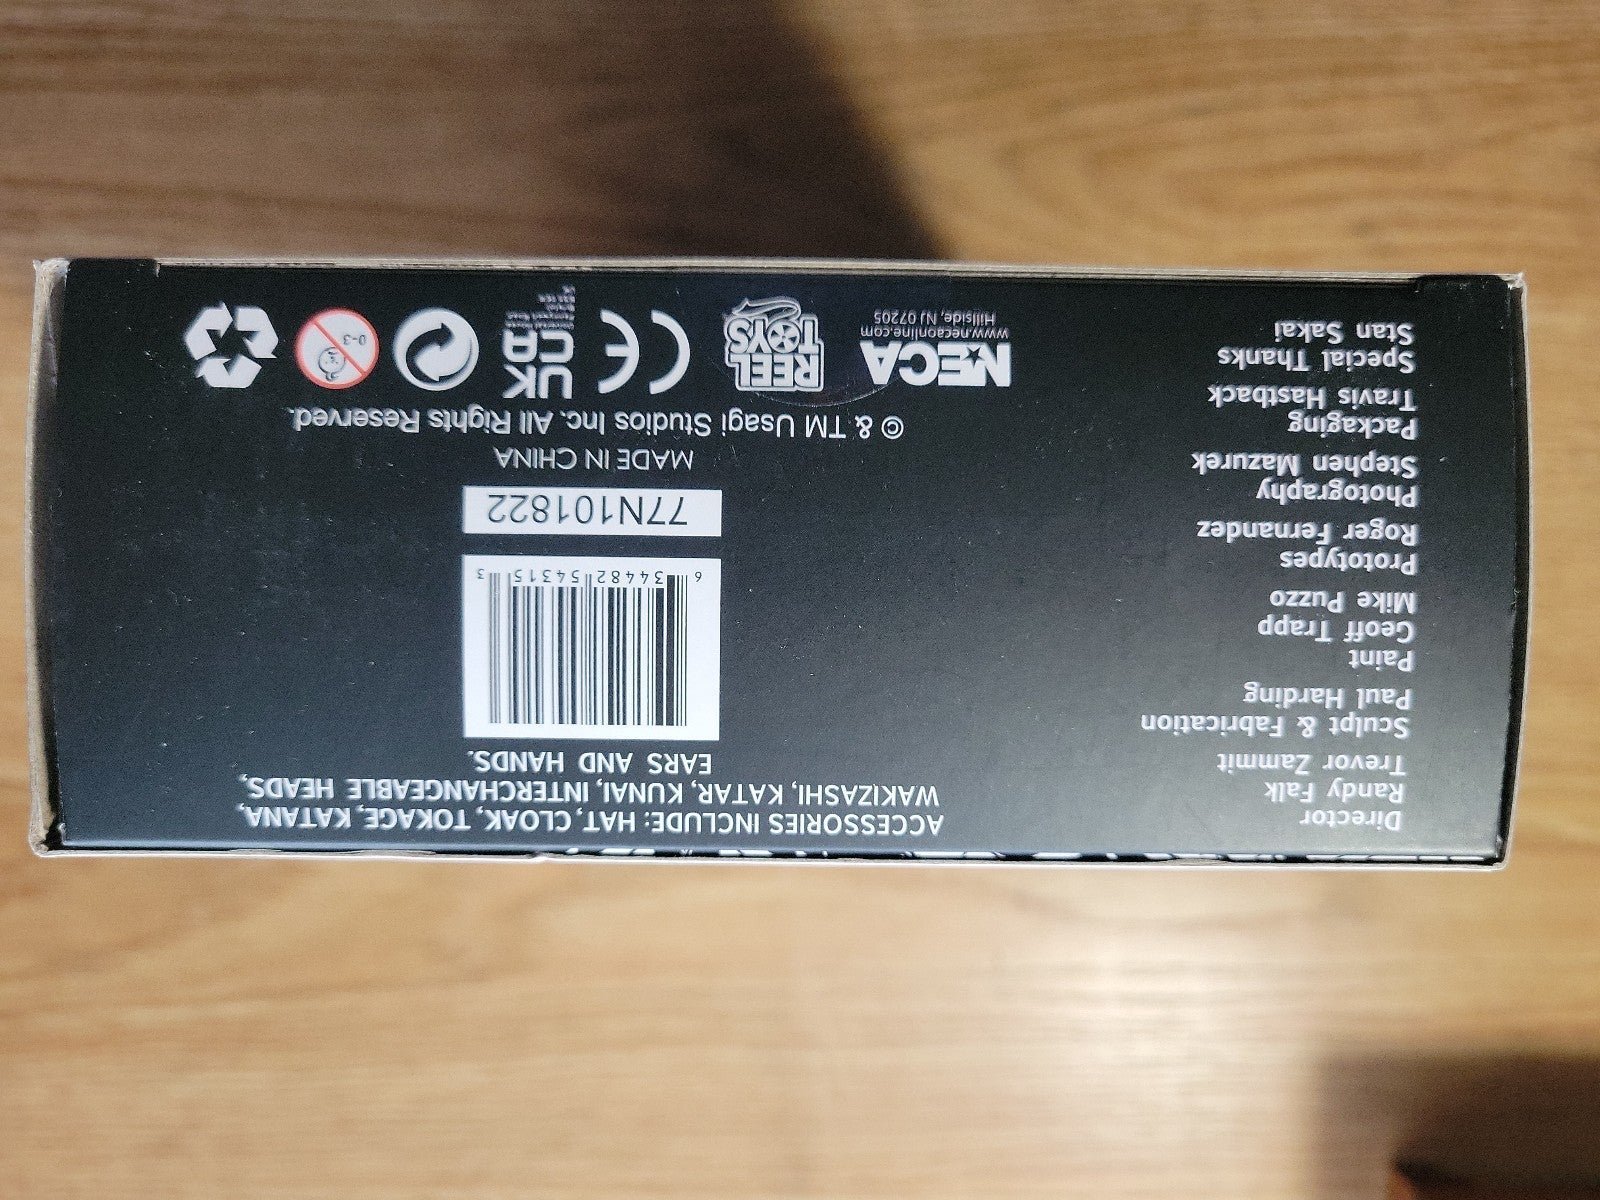 Director
Randy Falk
Trevor Zammit
Sculpt & Fabrication
Paul Harding
Paint
Geoff Trapp
Mike Puzzo
Prototypes
Roger Fernandez
Photography
Stephen Mazurek
Packaging
Travis Hastback
Special Thanks
Stan Sakai
ACCESSORIES INCLUDE: HAT, CLOAK, TOKAGE, KATANA,
WAKIZASHI, KATAR, KUNAI, INTERCHANGEABLE HEADS,
EARS AND HANDS.
6 34482 54315 3
77N101822
MADE IN CHINA
© & TM Usagi Studios Inc. All Rights Reserved.
NECA
www.necaonline.com
Hillside, NJ 07205
REEL
TOYS
CE
UK
CA
0-3